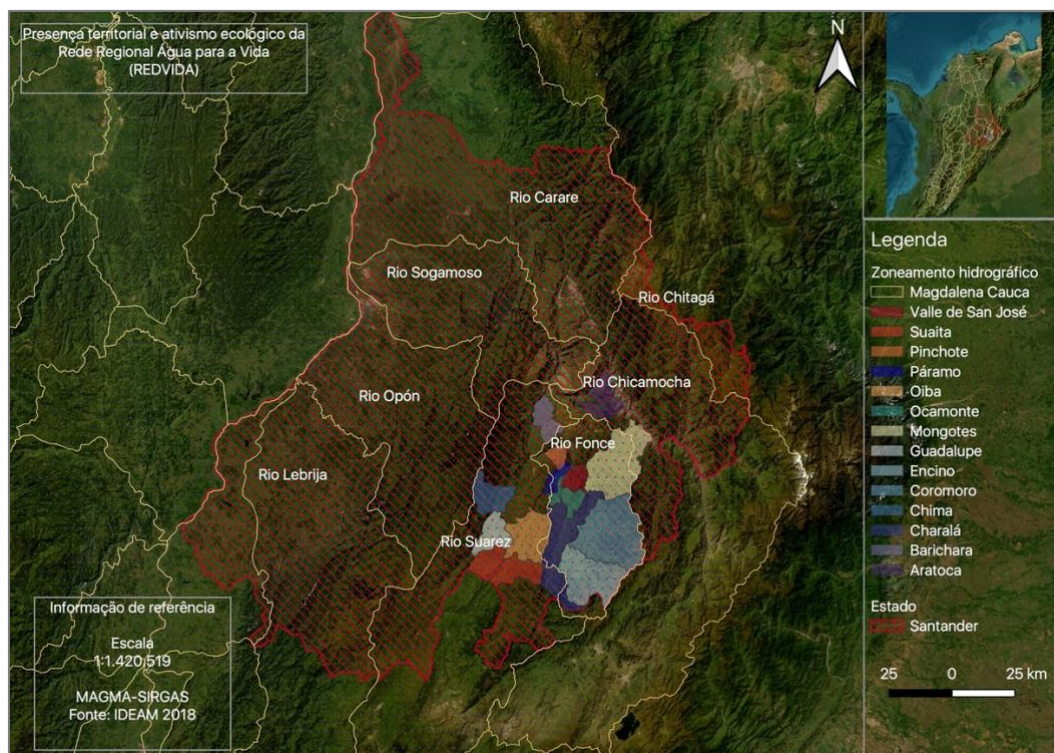 Presença territorial e ativismo ecológico da
Rede Regional Água para a Vida
(REDVIDA)
N
Rio Carare
Rio Sogamoso
Rio Chitagá
Rio Chicamocha
Rio Opón
Rio Fonce
Rio Lebrija
Rio Suarez
Legenda
Zoneamento hidrográfico
Magdalena Cauca
Valle de San José
Suaita
Pinchote
Páramo
Oiba
Ocamonte
Mongotes
Guadalupe
Encino
Coromoro
Chima
Charalá
Barichara
Aratoca
Estado
Santander
25 0 25 km
Informação de referência
Escala
1:1.420.519
MAGMA-SIRGAS
Fonte: IDEAM 2018